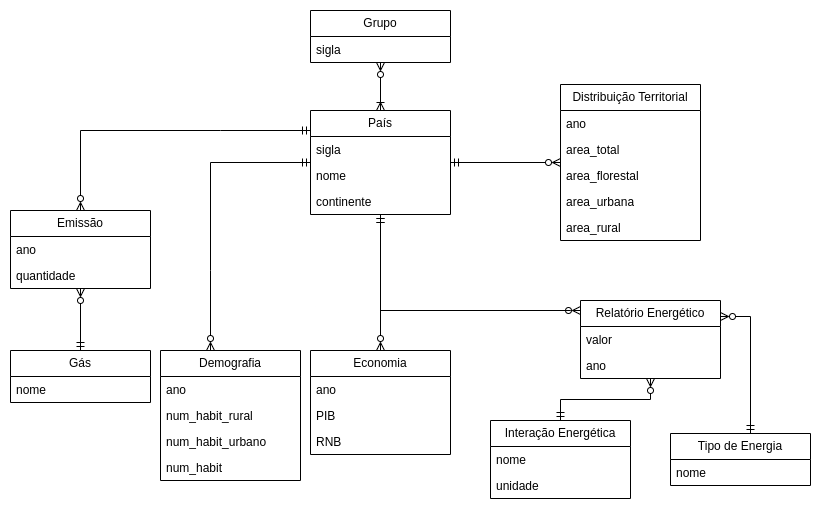 Grupo
sigla
País
sigla
nome
continente
Distribuição Territorial
ano
area_total
area_florestal
area_urbana
area_rural
Emissão
ano
quantidade
Gás
nome
Demografia
ano
num_habit_rural
num_habit_urbano
num_habit
Economia
ano
PIB
RNB
Relatório Energético
valor
ano
Interação Energética
nome
unidade
Tipo de Energia
nome